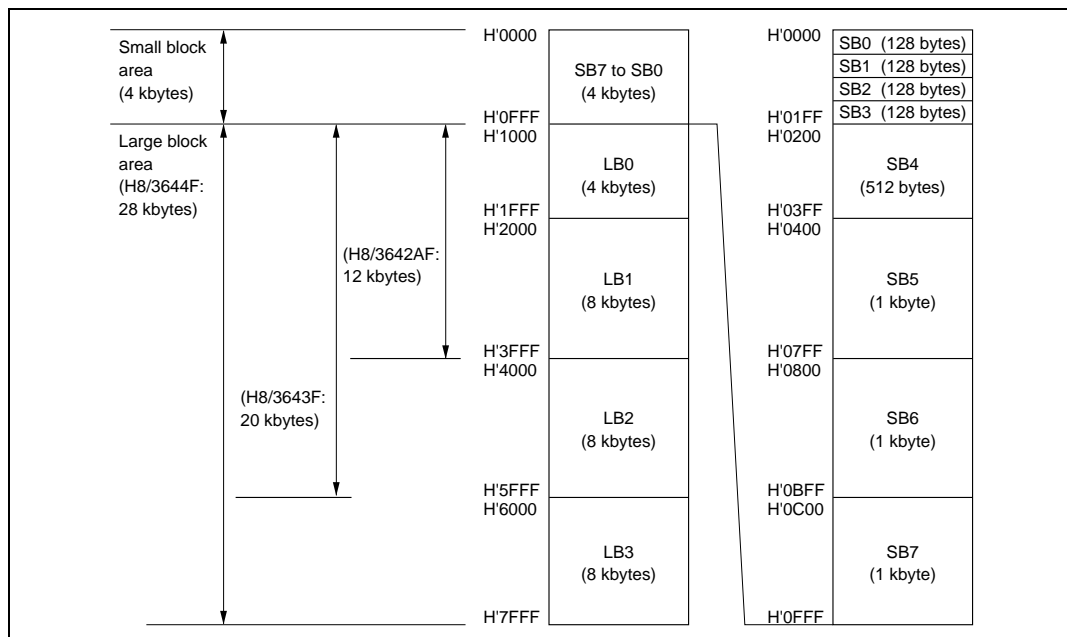 Small block
area
(4 kbytes)
Large block
area
(H8/3644F:
28 kbytes)
(H8/3643F:
20 kbytes)
(H8/3642AF:
12 kbytes)
H'0000
SB7 to SB0
(4 kbytes)
H'0FFF
H'1000
LB0
(4 kbytes)
H'1FFF
H'2000
LB1
(8 kbytes)
H'3FFF
H'4000
LB2
(8 kbytes)
H'5FFF
H'6000
LB3
(8 kbytes)
H'7FFF
H'0000
SB0 (128 bytes)
SB1 (128 bytes)
SB2 (128 bytes)
SB3 (128 bytes)
H'01FF
H'0200
SB4
(512 bytes)
H'03FF
H'0400
SB5
(1 kbyte)
H'07FF
H'0800
SB6
(1 kbyte)
H'0BFF
H'0C00
SB7
(1 kbyte)
H'0FFF